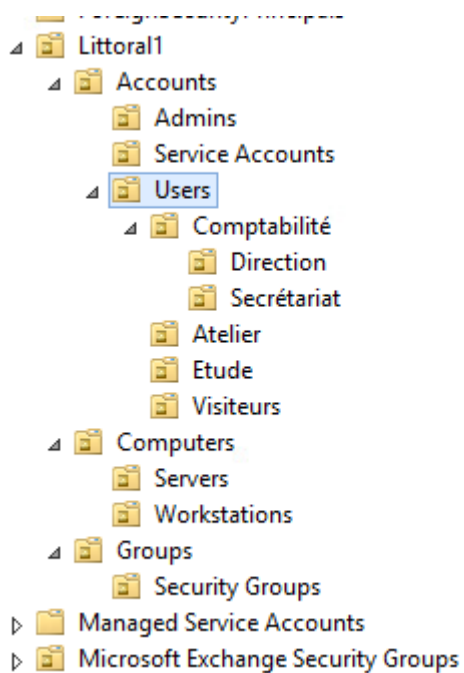 ForeignSecurityPrincipals
Littoral1
Accounts
Admins
Service Accounts
Users
Comptabilité
Direction
Secrétariat
Atelier
Etude
Visiteurs
Computers
Servers
Workstations
Groups
Security Groups
Managed Service Accounts
Microsoft Exchange Security Groups